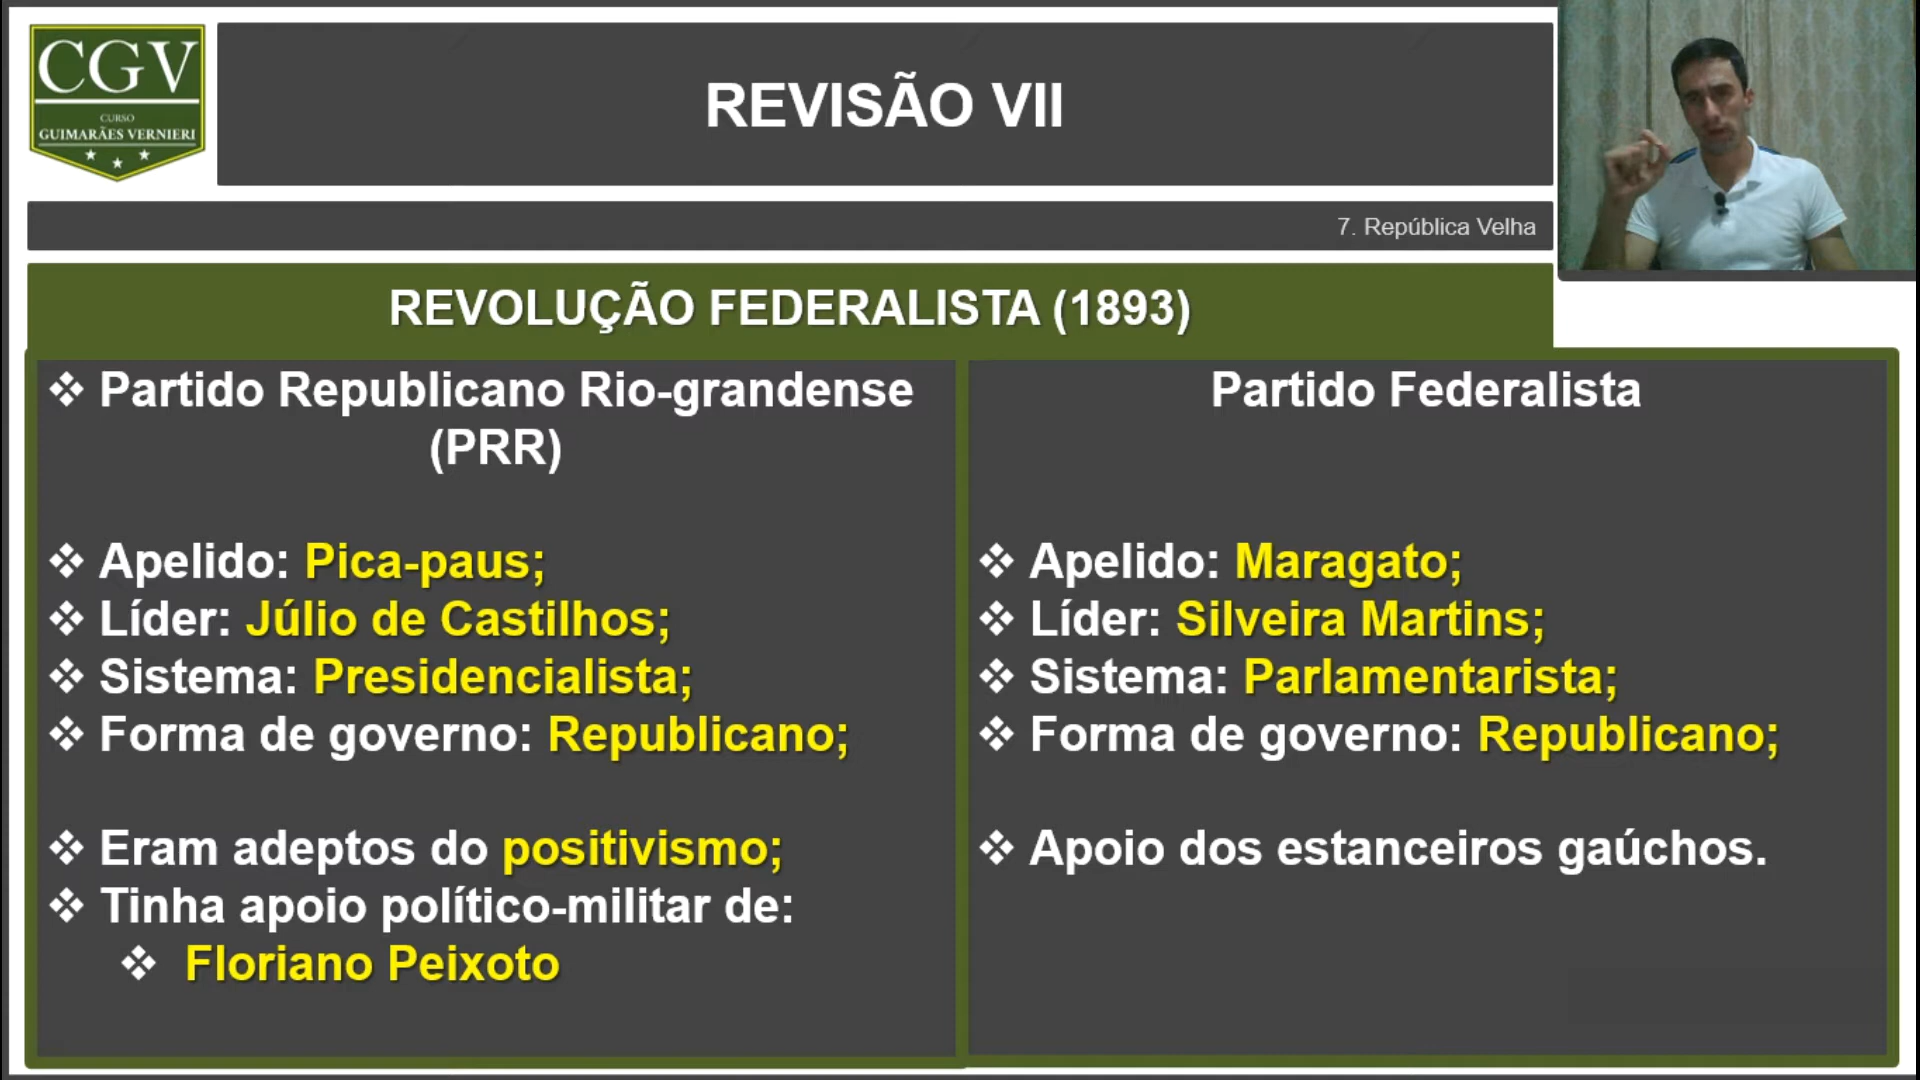 CGV
CURSO
GUIMARÃES VERNIERI
REVISÃO VII
7. República Velha
REVOLUÇÃO FEDERALISTA (1893)
❖ Partido Republicano Rio-grandense
(PRR)
❖ Apelido: Pica-paus;
❖ Líder: Júlio de Castilhos;
❖ Sistema: Presidencialista;
❖ Forma de governo: Republicano;
❖ Eram adeptos do positivismo;
❖ Tinha apoio político-militar de:
❖ Floriano Peixoto
Partido Federalista
❖ Apelido: Maragato;
❖ Líder: Silveira Martins;
❖ Sistema: Parlamentarista;
❖ Forma de governo: Republicano;
❖ Apoio dos estanceiros gaúchos.